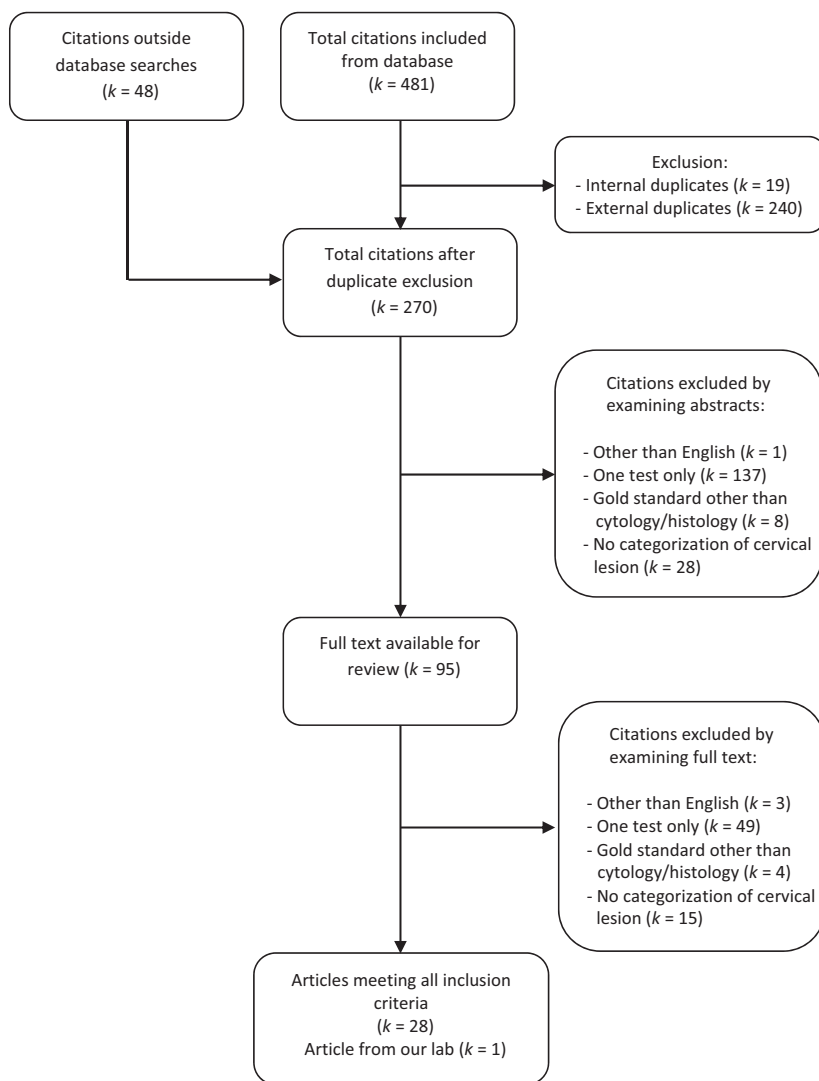 Citations outside
database searches
(k = 48)
Total citations included
from database
(k = 481)
Exclusion:
- Internal duplicates (k = 19)
- External duplicates (k = 240)
Total citations after
duplicate exclusion
(k = 270)
Citations excluded by
examining abstracts:
- Other than English (k = 1)
- One test only (k = 137)
- Gold standard other than
cytology/histology (k = 8)
- No categorization of cervical
lesion (k = 28)
Full text available for
review (k = 95)
Citations excluded by
examining full text:
- Other than English (k = 3)
- One test only (k = 49)
- Gold standard other than
cytology/histology (k = 4)
- No categorization of cervical
lesion (k = 15)
Articles meeting all inclusion
criteria
(k = 28)
Article from our lab (k = 1)